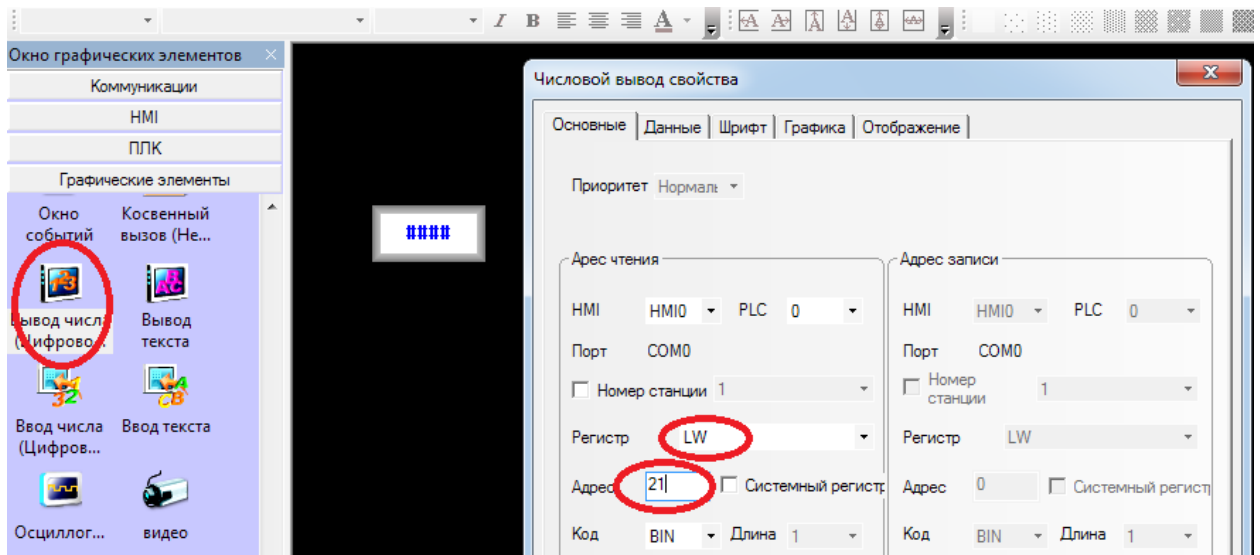 I B A
Окно графических элементов
Коммуникации
HMI
ПЛК
Графические элементы
Окно событий
Косвенный вызов (Не...
Вывод числа (Цифрово...
Вывод текста
Ввод числа (Цифров...
Ввод текста
Осциллог...
видео
####
Числовой вывод свойства
Основные Данные Шрифт Графика Отображение
Приоритет Нормалı
Арес чтения
HMI HMI0 PLC 0
Порт COM0
Номер станции 1
Регистр LW
Адрес 21 Системный регистр
Код BIN Длина 1
Адрес записи
HMI HMI0 PLC 0
Порт COM0
Номер станции 1
Регистр LW
Адрес 0 Системный регистр
Код BIN Длина 1